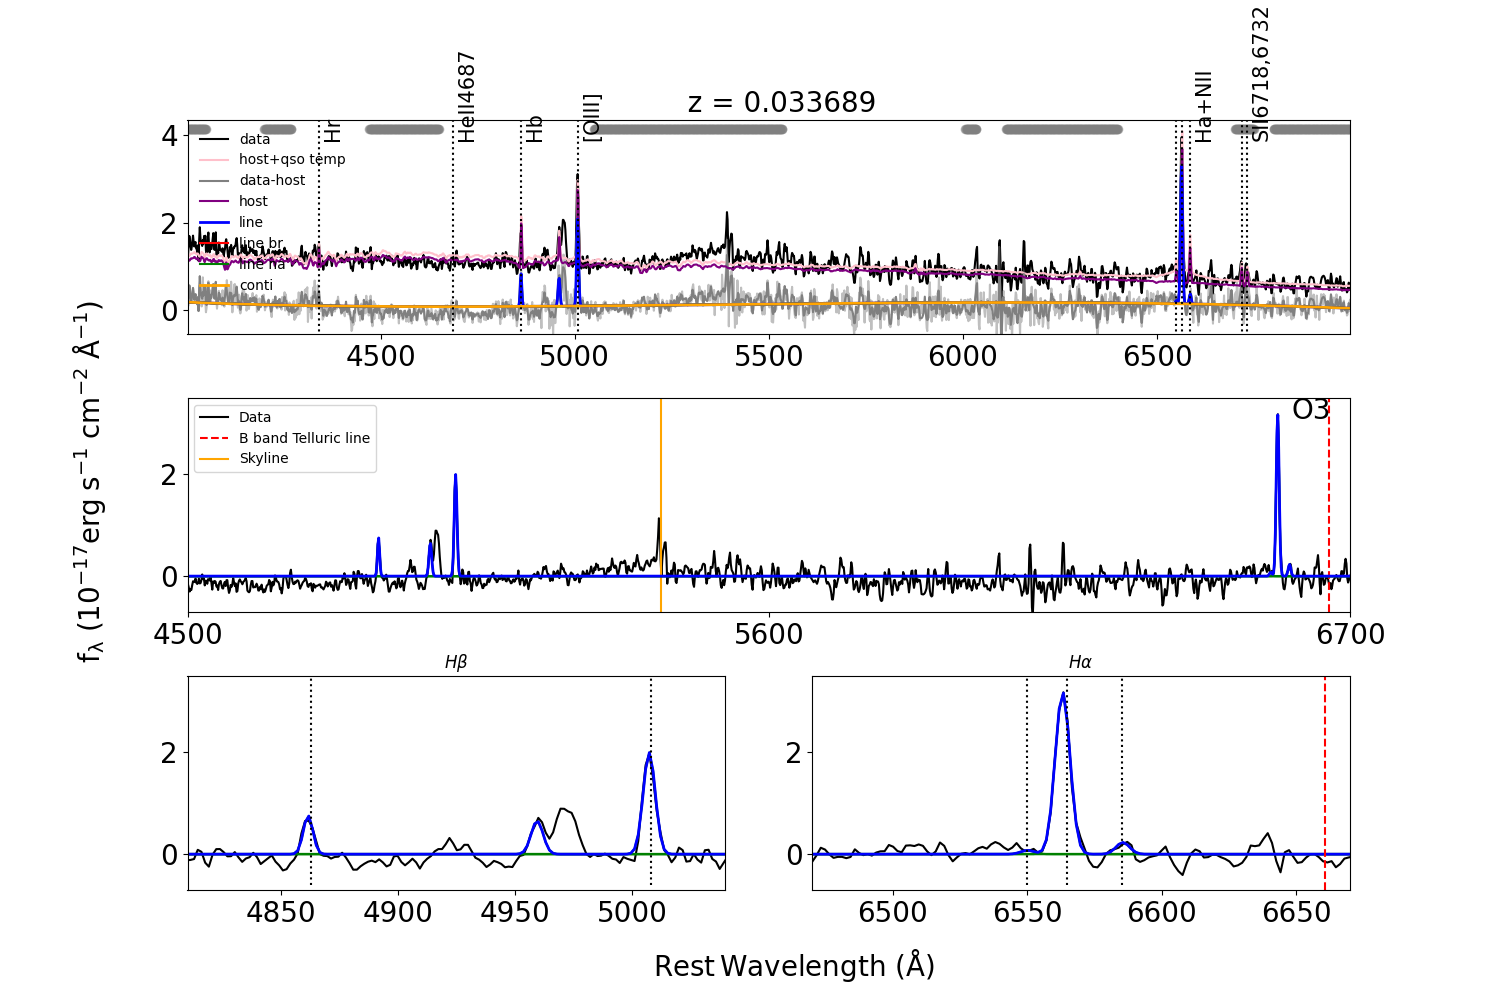 z = 0.033689
Hr
HeII4687
Hb
[OIII]
Ha+NII
SII6718,6732
data
host+qso temp
data-host
host
line
line br
line na
conti
4
2
0
4500
5000
5500
6000
6500
Data
B band Telluric line
Skyline
O3
2
0
4500
5600
6700
fλ (10⁻¹⁷erg s⁻¹ cm⁻² Å⁻¹)
Hβ
2
0
4850
4900
4950
5000
Hα
2
0
6500
6550
6600
6650
Rest Wavelength (Å)